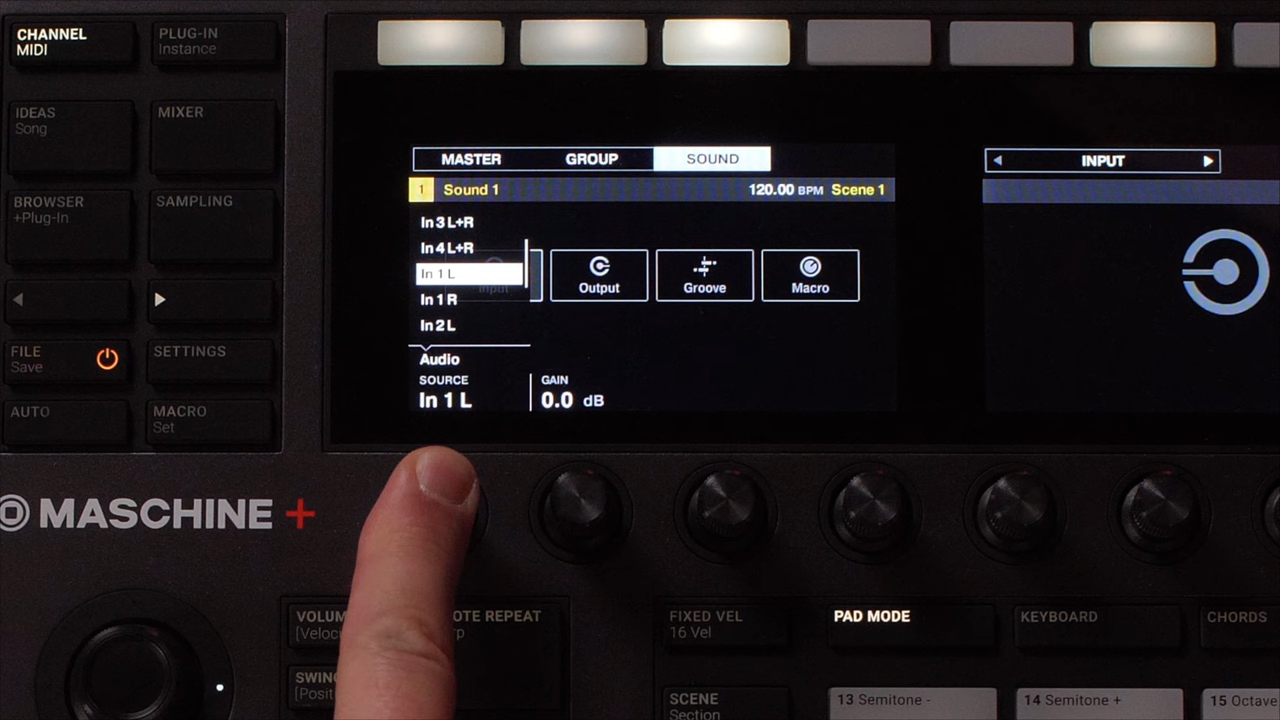 CHANNEL
MIDI
PLUG-IN
Instance
IDEAS
Song
MIXER
BROWSER
+Plug-In
SAMPLING
FILE
Save
SETTINGS
AUTO
MACRO
Set
MASTER GROUP SOUND
1 Sound 1 120.00 BPM Scene 1
In 3 L+R
In 4 L+R
In 1 L
In 1 R
In 2 L
Input
Output
Groove
Macro
Audio
SOURCE
In 1 L
GAIN
0.0 dB
INPUT
MASCHINE+
SWING
FIXED VEL
16 Vel
PAD MODE
KEYBOARD
CHORDS
SCENE
Section
13 Semitone -
14 Semitone +
15 Octave